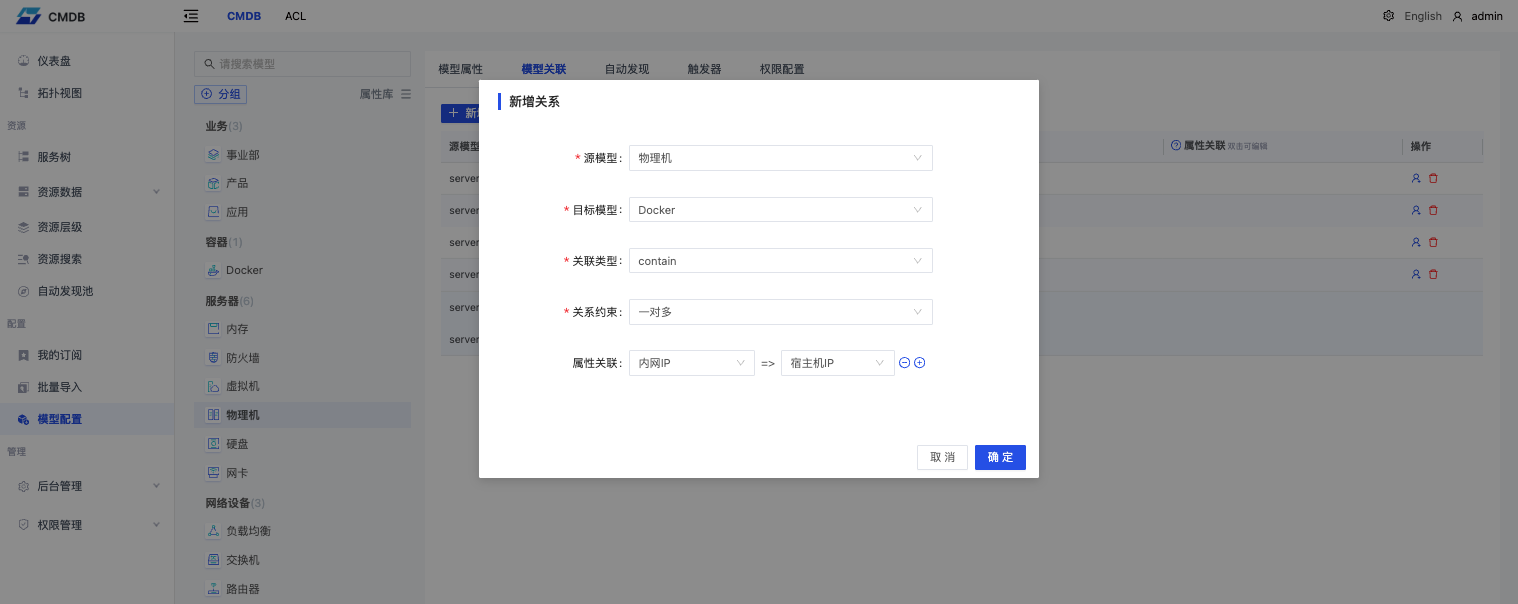 CMDB
CMDB ACL
English admin
仪表盘
拓扑视图
资源
服务树
资源数据
资源层级
资源搜索
自动发现池
配置
我的订阅
批量导入
模型配置
管理
后台管理
权限管理
请搜索模型
分组 属性库
业务(3)
事业部
产品
应用
容器(1)
Docker
服务器(6)
内存
防火墙
虚拟机
物理机
硬盘
网卡
网络设备(3)
负载均衡
交换机
路由器
模型属性 模型关联 自动发现 触发器 权限配置
源模型 属性关联 双击可编辑 操作
server
server
server
server
server
server
新增关系
* 源模型: 物理机
* 目标模型: Docker
* 关联类型: contain
* 关系约束: 一对多
属性关联: 内网IP => 宿主机IP
取 消 确 定